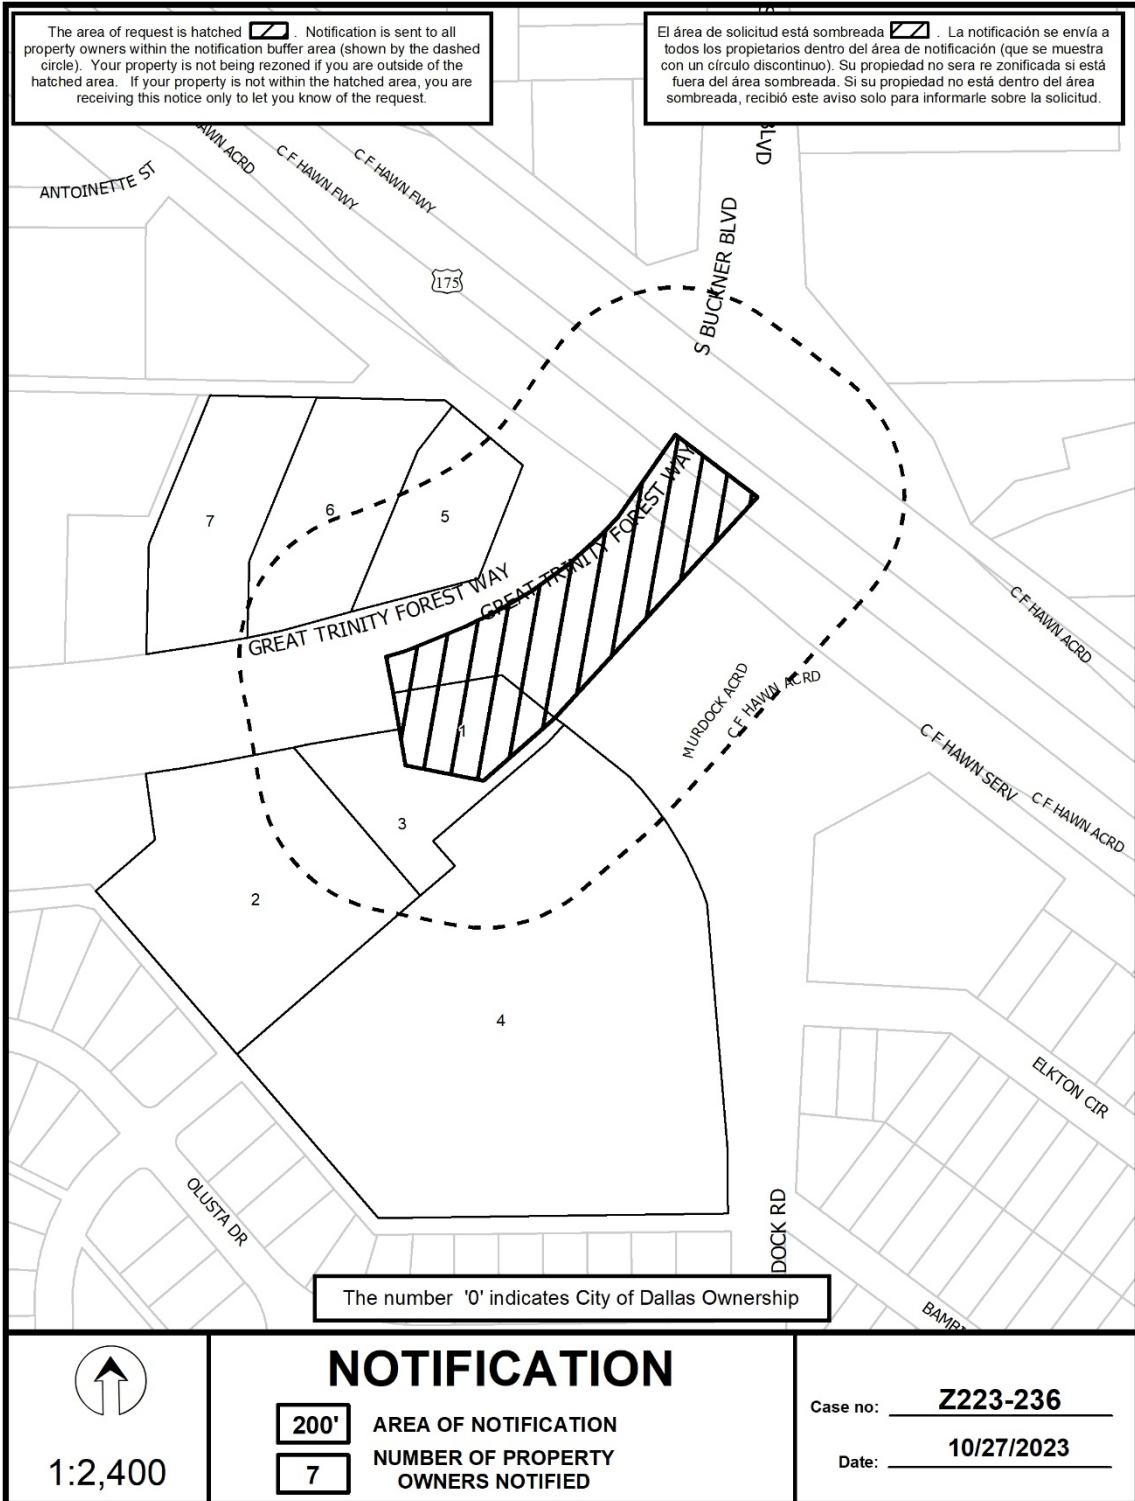 The area of request is hatched . Notification is sent to all
property owners within the notification buffer area (shown by the dashed
circle). Your property is not being rezoned if you are outside of the
hatched area. If your property is not within the hatched area, you are
receiving this notice only to let you know of the request.
El área de solicitud está sombreada . La notificación se envía a
todos los propietarios dentro del área de notificación (que se muestra
con un círculo discontinuo). Su propiedad no sera re zonificada si está
fuera del área sombreada. Si su propiedad no está dentro del área
sombreada, recibió este aviso solo para informarle sobre la solicitud.
BLVD
ACRD
C F HAWN FWY
C F HAWN FWY
ANTOINETTE ST
S BUCKNER BLVD
175
7
6
5
GREAT TRINITY FOREST WAY
GREAT TRINITY FOREST WAY
C F HAWN ACRD
MURDOCK ACRD
C F HAWN ACRD
1
C F HAWN SERV
C F HAWN ACRD
3
2
4
ELKTON CIR
OLUSTA DR
DOCK RD
The number '0' indicates City of Dallas Ownership
1:2,400
NOTIFICATION
200' AREA OF NOTIFICATION
7 NUMBER OF PROPERTY
OWNERS NOTIFIED
Case no: Z223-236
Date: 10/27/2023